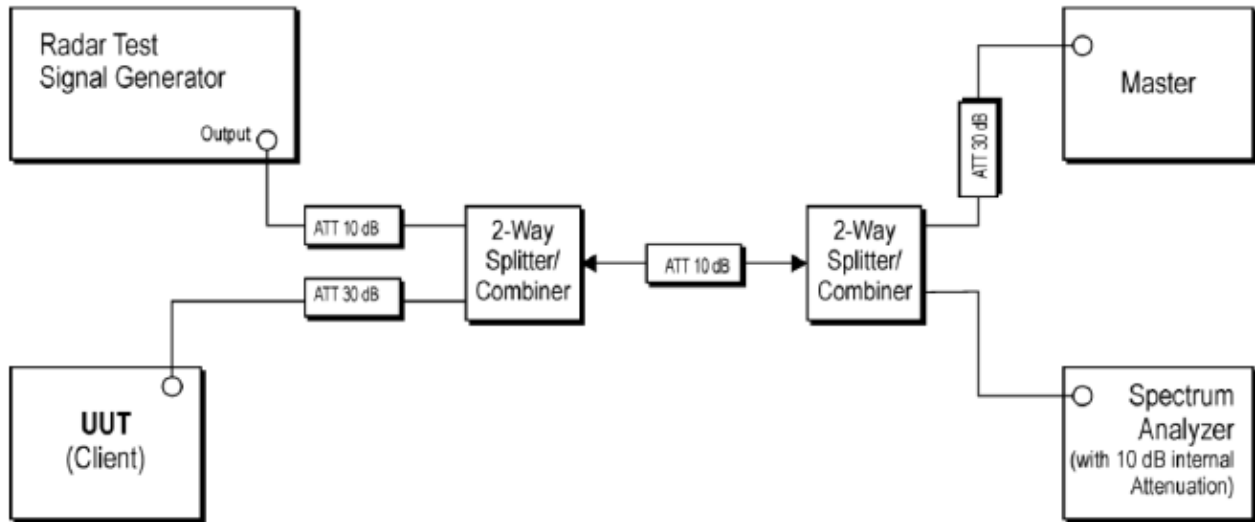 Radar Test
Signal Generator
Output
Master
ATT 30 dB
ATT 10 dB
2-Way
Splitter/
Combiner
ATT 10 dB
2-Way
Splitter/
Combiner
ATT 30 dB
UUT
(Client)
Spectrum
Analyzer
(with 10 dB internal
Attenuation)